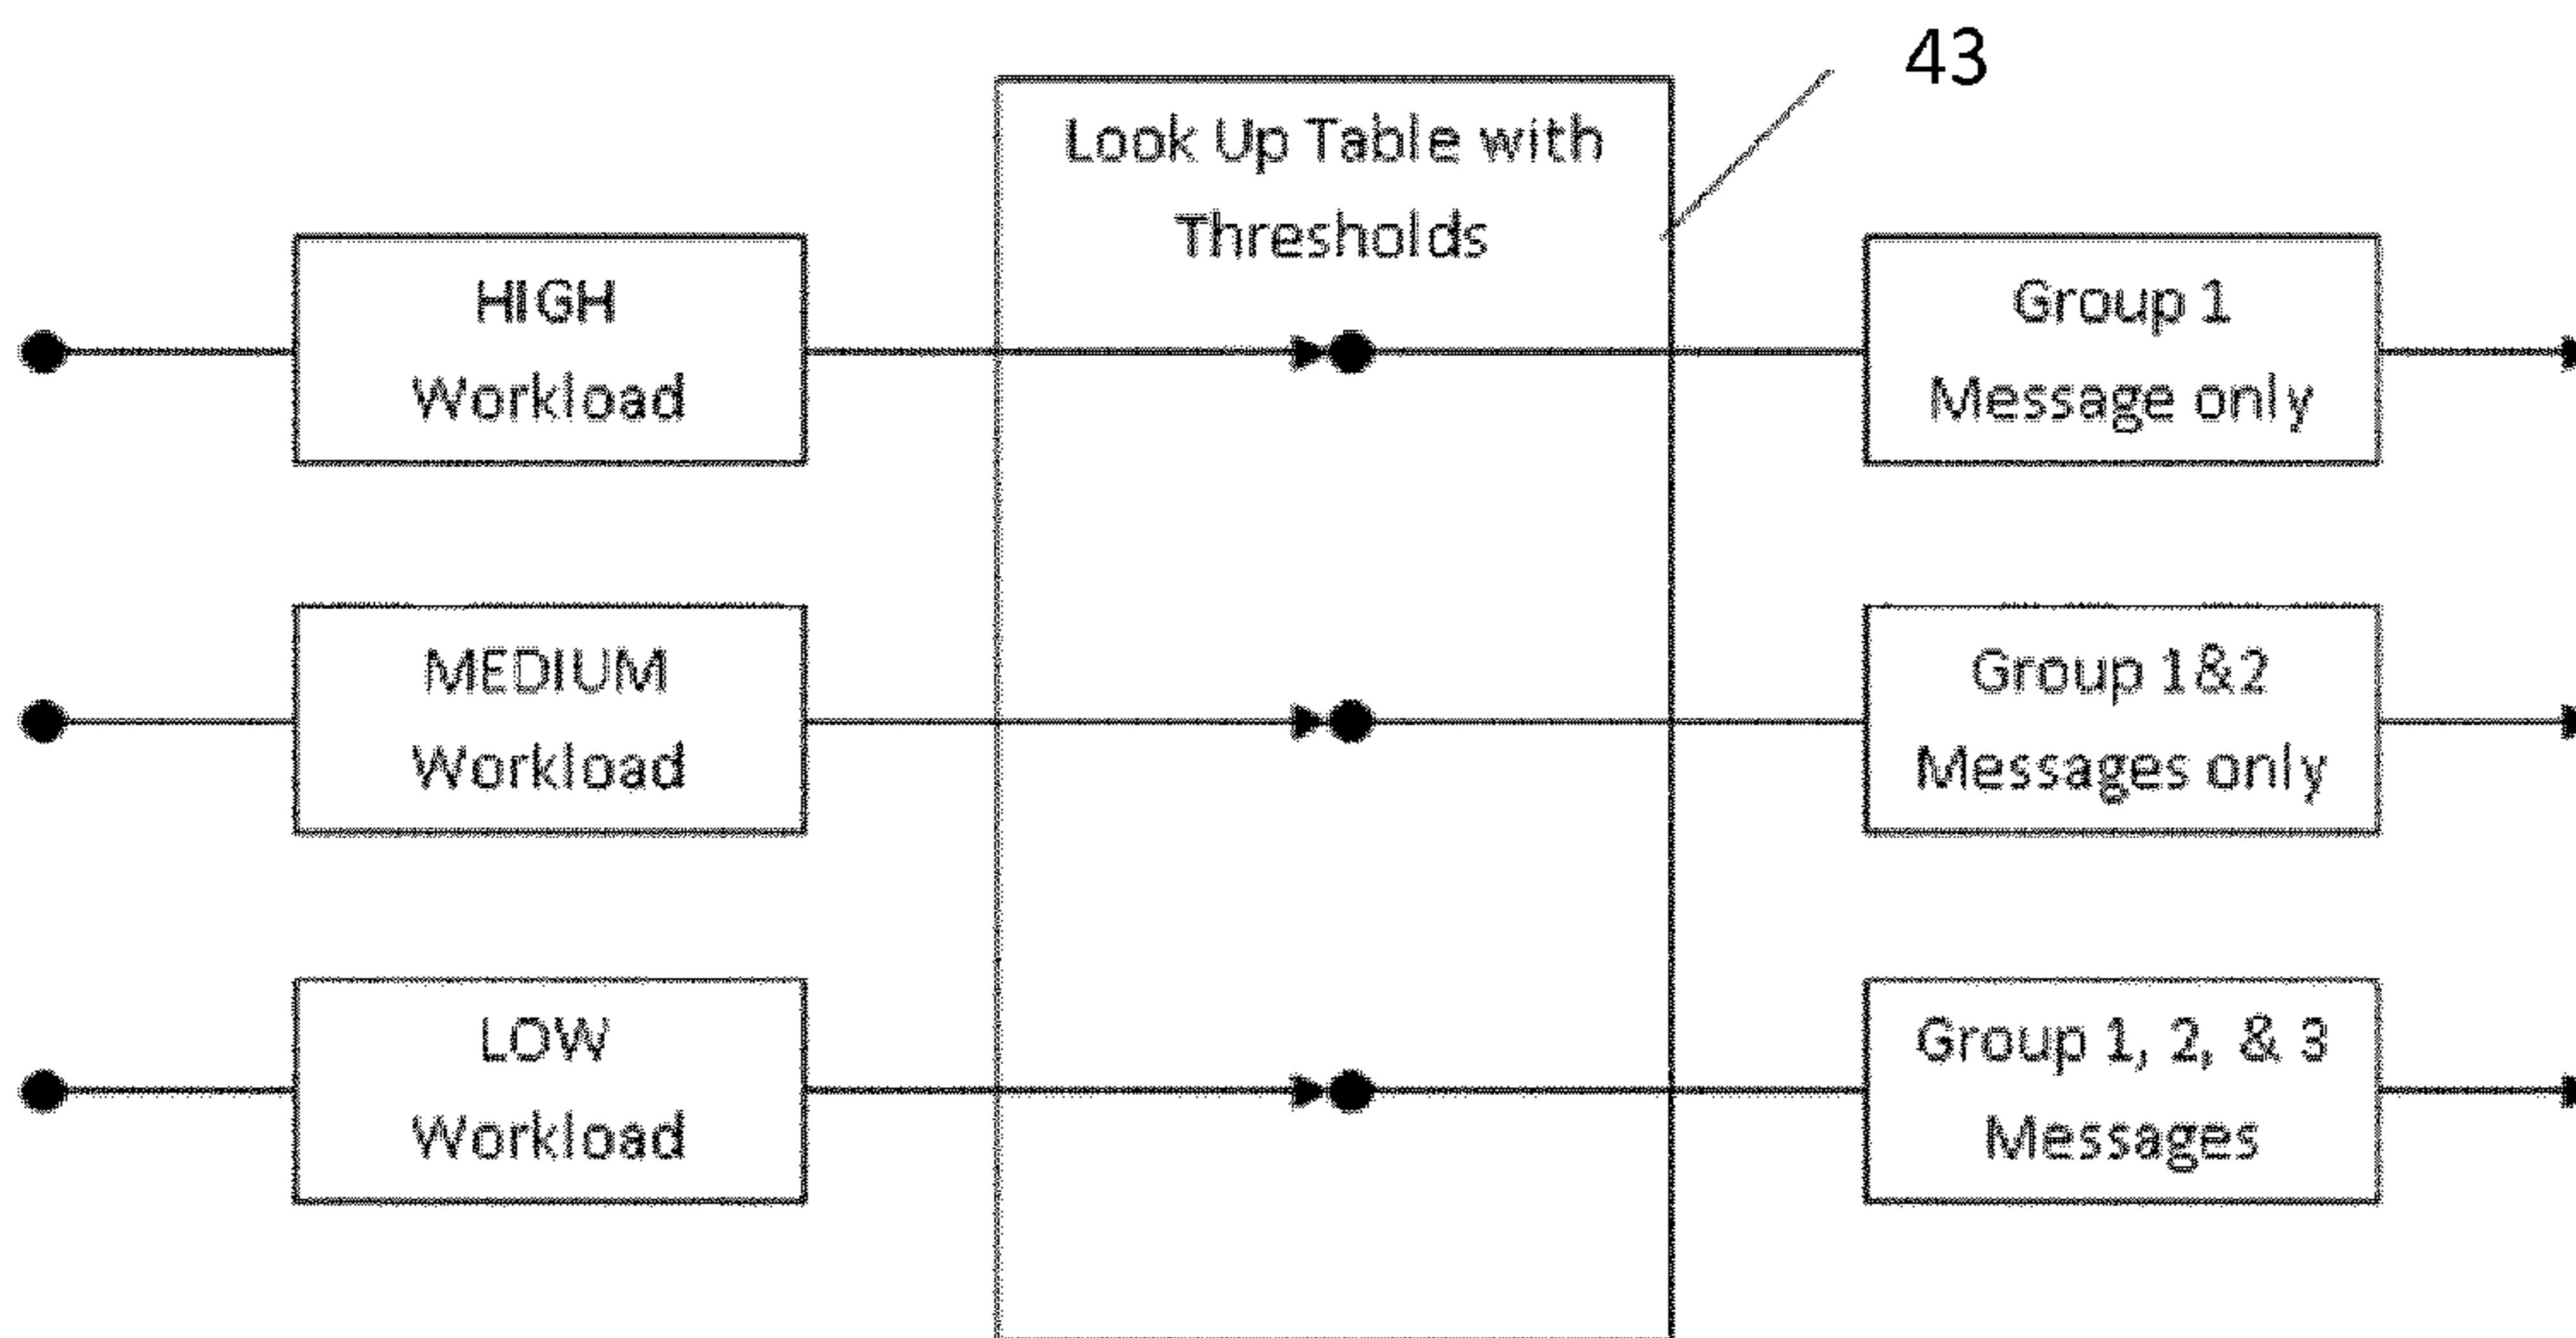 43
Look Up Table with
Thresholds
HIGH
Workload
Group 1
Message only
MEDIUM
Workload
Group 1&2
Messages only
LOW
Workload
Group 1, 2, & 3
Messages